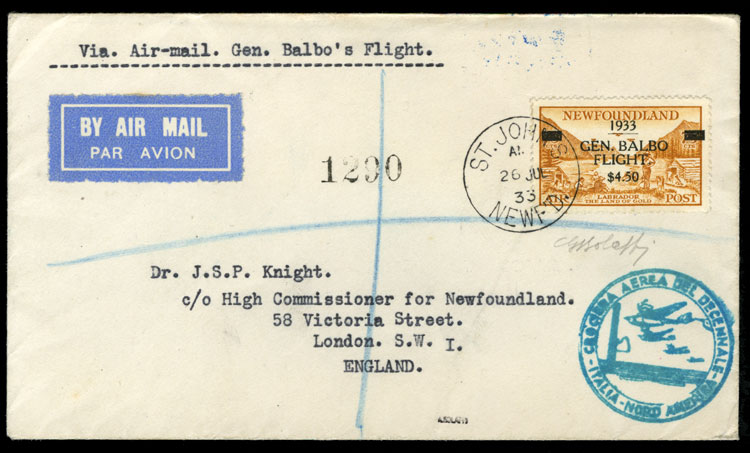 Via. Air-mail. Gen. Balbo's Flight.
BY AIR MAIL
PAR AVION
1290
ST. JOHN'S
26 JUL
33
NEWF'D.
NEWFOUNDLAND
1933
GEN. BALBO
FLIGHT
$4.50
LABRADOR
THE LAND OF GOLD
POST
Dr. J.S.P. Knight.
c/o High Commissioner for Newfoundland.
58 Victoria Street.
London. S.W. I.
ENGLAND.
CROCIERA AEREA DEL DECENNALE
- ITALIA - NORD AMERICA -